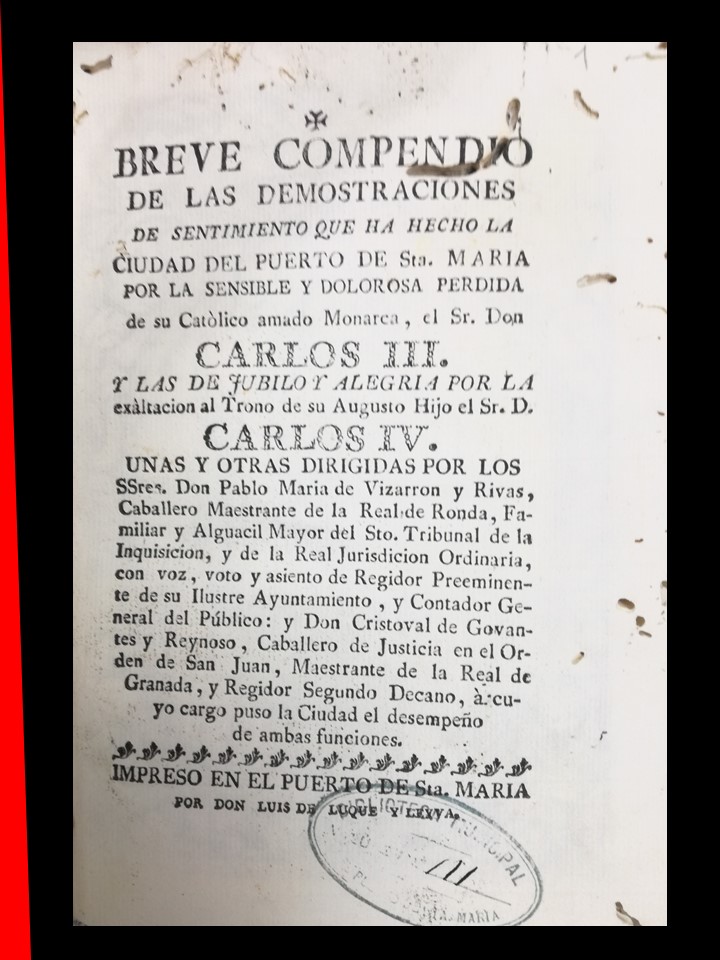 BREVE COMPENDIO
DE LAS DEMOSTRACIONES
DE SENTIMIENTO QUE HA HECHO LA
CIUDAD DEL PUERTO DE Sta. MARIA
POR LA SENSIBLE Y DOLOROSA PERDIDA
de su Catòlico amado Monarca, el Sr. Don
CARLOS III.
Y LAS DE JUBILO Y ALEGRIA POR LA
exàltacion al Trono de su Augusto Hijo el Sr. D.
CARLOS IV.
UNAS Y OTRAS DIRIGIDAS POR LOS
SSres. Don Pablo Maria de Vizarron y Rivas,
Caballero Maestrante de la Real de Ronda, Fa-
miliar y Alguacil Mayor del Sto. Tribunal de la
Inquisicion, y de la Real Jurisdicion Ordinaria,
con voz, voto y asiento de Regidor Preeminen-
te de su Ilustre Ayuntamiento, y Contador Ge-
neral del Público: y Don Cristoval de Govan-
tes y Reynoso, Caballero de Justicia en el Or-
den de San Juan, Maestrante de la Real de
Granada, y Regidor Segundo Decano, à cu-
yo cargo puso la Ciudad el desempeño
de ambas funciones.
IMPRESO EN EL PUERTO DE Sta. MARIA
POR DON LUIS DE LUQUE Y LEYVA.
BIBLIOTECA MUNICIPAL
MARIA